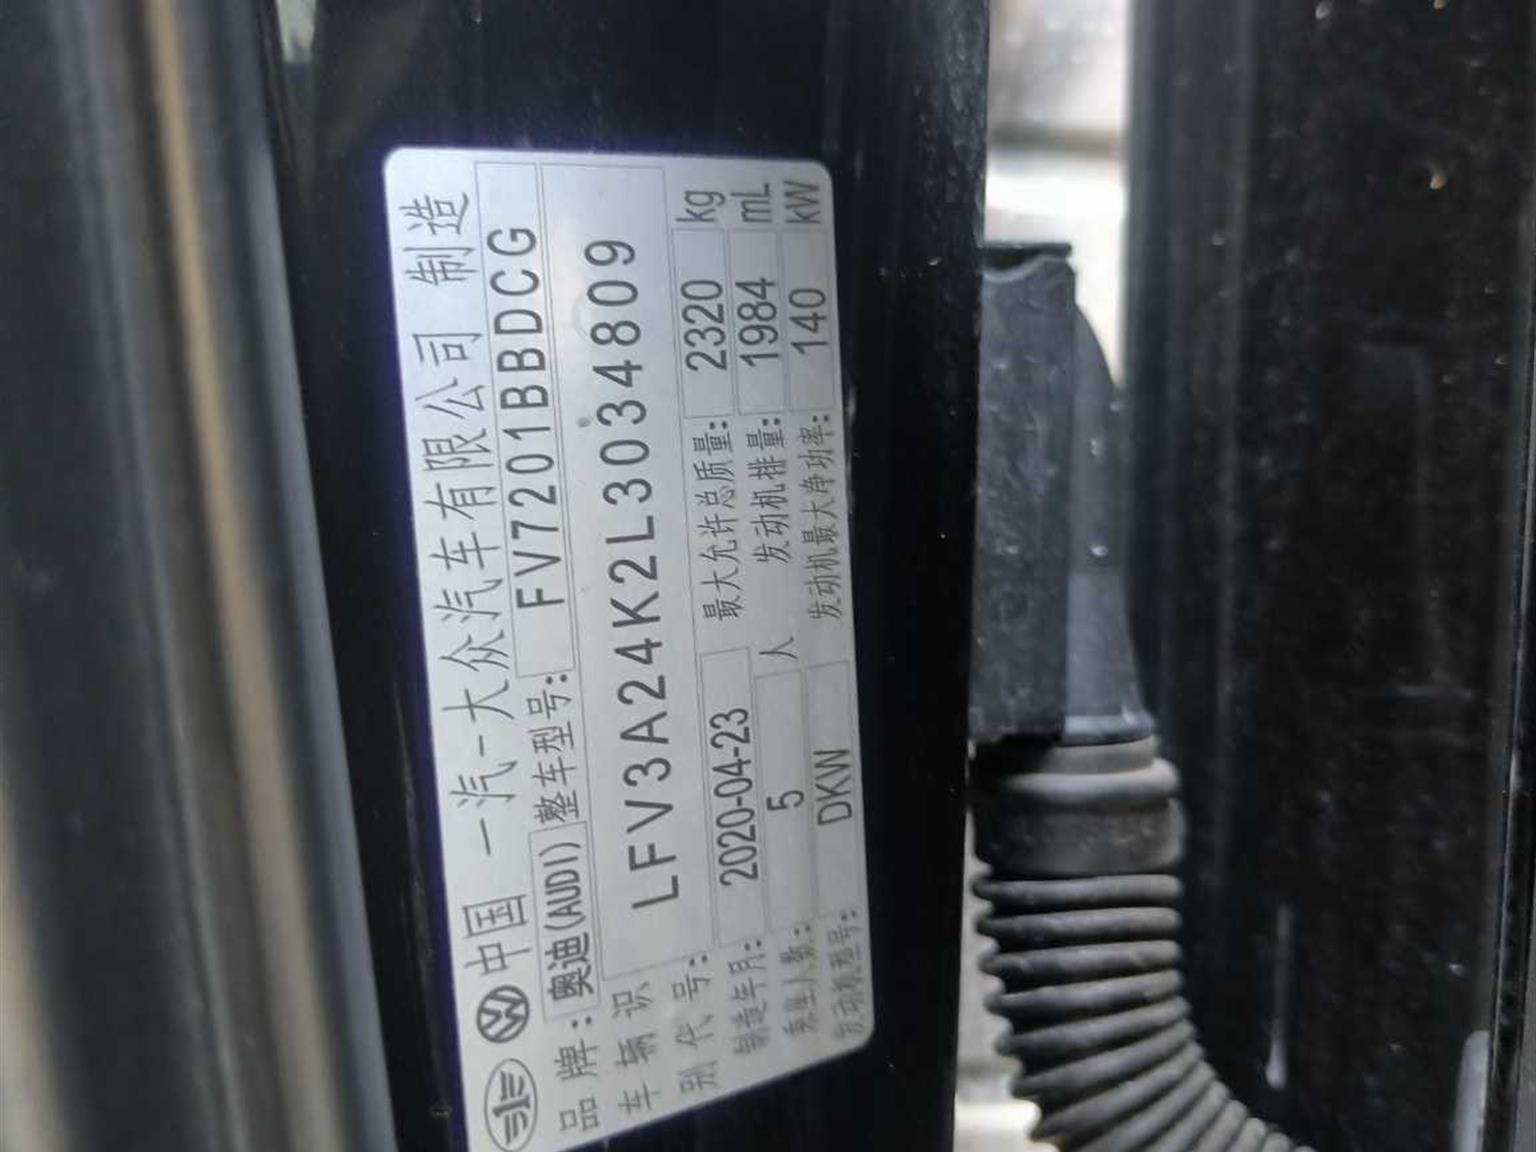 中国 一汽-大众汽车有限公司 制造
品牌: 奥迪(AUDI) 整车型号: FV7201BBDCG
车辆识别代号: LFV3A24K2L3034809
制造年月: 2020-04-23 最大允许总质量: 2320 kg
乘坐人数: 5 人 发动机排量: 1984 mL
发动机型号: DKW 发动机最大净功率: 140 kW